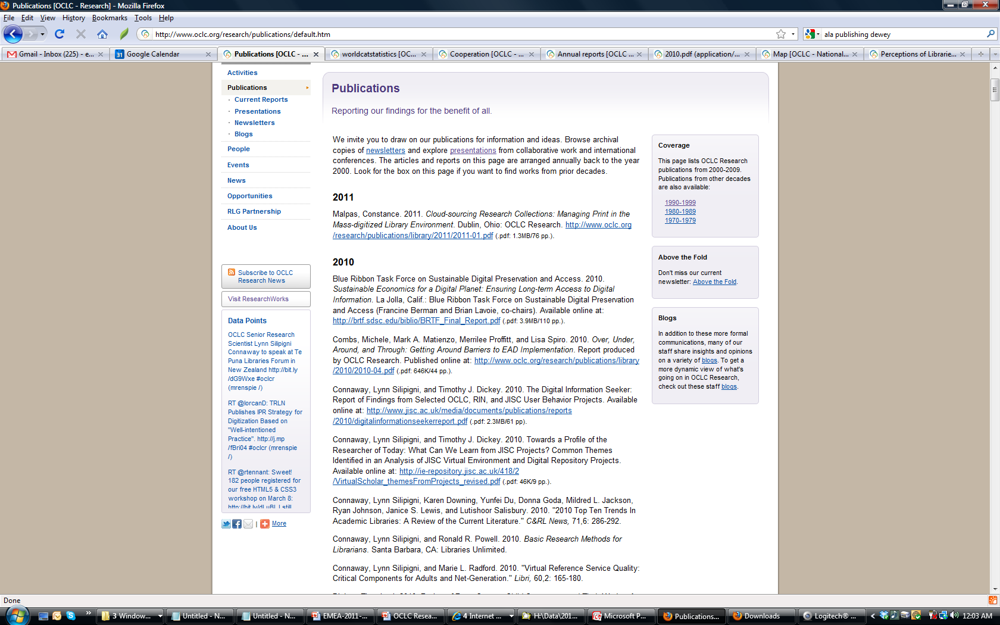 Publications [OCLC - Research] - Mozilla Firefox
File Edit View History Bookmarks Tools Help
http://www.oclc.org/research/publications/default.htm
ala publishing dewey
Gmail - Inbox (225) - e...
31 Google Calendar
Publications [OCLC - ...
worldcatstatistics [OC...
Cooperation [OCLC - ...
Annual reports [OCLC ...
2010.pdf (application/...
Map [OCLC - National...
Perceptions of Librarie...
Activities
Publications
Current Reports
Presentations
Newsletters
Blogs
People
Events
News
Opportunities
RLG Partnership
About Us
Subscribe to OCLC
Research News
Visit ResearchWorks
Data Points
OCLC Senior Research
Scientist Lynn Silipigni
Connaway to speak at Te
Puna Libraries Forum in
New Zealand http://bit.ly
/dG9Wxe #oclcr
(mrenspie /)
RT @lorcanD: TRLN
Publishes IPR Strategy for
Digitization Based on
"Well-intentioned
Practice". http://j.mp
/fBri04 #oclcr (mrenspie
/)
RT @rtennant: Sweet!
182 people registered for
our free HTML5 & CSS3
workshop on March 8:
More
Publications
Reporting our findings for the benefit of all.
We invite you to draw on our publications for information and ideas. Browse archival
copies of newsletters and explore presentations from collaborative work and international
conferences. The articles and reports on this page are arranged annually back to the year
2000. Look for the box on this page if you want to find works from prior decades.
2011
Malpas, Constance. 2011. Cloud-sourcing Research Collections: Managing Print in the
Mass-digitized Library Environment. Dublin, Ohio: OCLC Research. http://www.oclc.org
/research/publications/library/2011/2011-01.pdf (.pdf: 1.3MB/76 pp.).
2010
Blue Ribbon Task Force on Sustainable Digital Preservation and Access. 2010.
Sustainable Economics for a Digital Planet: Ensuring Long-term Access to Digital
Information. La Jolla, Calif.: Blue Ribbon Task Force on Sustainable Digital Preservation
and Access (Francine Berman and Brian Lavoie, co-chairs). Available online at:
http://brtf.sdsc.edu/biblio/BRTF_Final_Report.pdf (.pdf: 3.9MB/110 pp.).
Combs, Michele, Mark A. Matienzo, Merrilee Proffitt, and Lisa Spiro. 2010. Over, Under,
Around, and Through: Getting Around Barriers to EAD Implementation. Report produced
by OCLC Research. Published online at: http://www.oclc.org/research/publications/library
/2010/2010-04.pdf (.pdf: 646K/44 pp.).
Connaway, Lynn Silipigni, and Timothy J. Dickey. 2010. The Digital Information Seeker:
Report of Findings from Selected OCLC, RIN, and JISC User Behavior Projects. Available
online at: http://www.jisc.ac.uk/media/documents/publications/reports
/2010/digitalinformationseekerreport.pdf (.pdf: 2.3MB/61 pp).
Connaway, Lynn Silipigni, and Timothy J. Dickey. 2010. Towards a Profile of the
Researcher of Today: What Can We Learn from JISC Projects? Common Themes
Identified in an Analysis of JISC Virtual Environment and Digital Repository Projects.
Available online at: http://ie-repository.jisc.ac.uk/418/2
/VirtualScholar_themesFromProjects_revised.pdf (.pdf: 46K/9 pp.).
Connaway, Lynn Silipigni, Karen Downing, Yunfei Du, Donna Goda, Mildred L. Jackson,
Ryan Johnson, Janice S. Lewis, and Lutishoor Salisbury. 2010. "2010 Top Ten Trends In
Academic Libraries: A Review of the Current Literature." C&RL News, 71,6: 286-292.
Connaway, Lynn Silipigni, and Ronald R. Powell. 2010. Basic Research Methods for
Librarians. Santa Barbara, CA: Libraries Unlimited.
Connaway, Lynn Silipigni, and Marie L. Radford. 2010. "Virtual Reference Service Quality:
Critical Components for Adults and Net-Generation." Libri, 60,2: 165-180.
Coverage
This page lists OCLC Research
publications from 2000-2009.
Publications from other decades
are also available:
1990-1999
1980-1989
1970-1979
Above the Fold
Don't miss our current
newsletter: Above the Fold.
Blogs
In addition to these more formal
communications, many of our
staff share insights and opinions
on a variety of blogs. To get a
more dynamic view of what's
going on in OCLC Research,
check out these staff blogs.
Done
3 Window...
Untitled - N...
Untitled - N...
EMEA-2011-...
OCLC Resea...
4 Internet ...
H:\Data\201...
Microsoft P...
Publications...
Downloads
Logitech® ...
12:03 AM